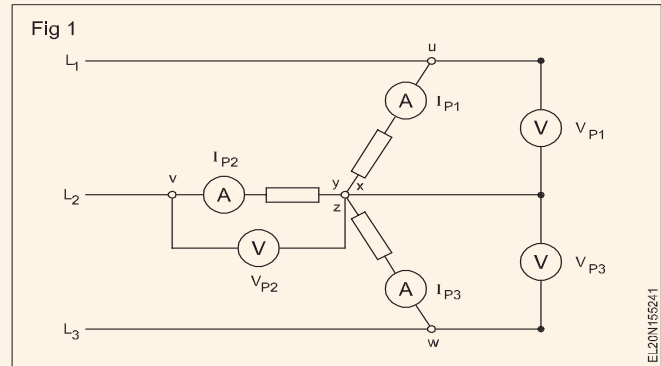 Fig 1
u
L1
A
IP1
V
VP1
IP2
v
y
x
L2
A
z
V
VP2
V
VP3
A
IP3
L3
w
EL20N155241